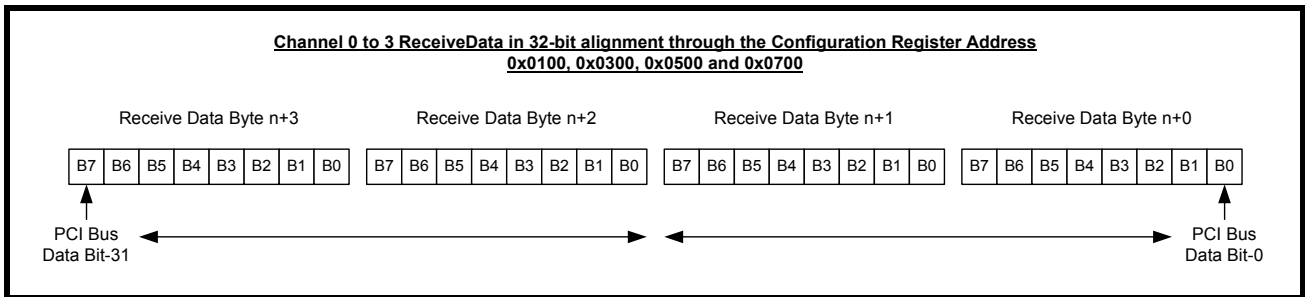 Channel 0 to 3 ReceiveData in 32-bit alignment through the Configuration Register Address
0x0100, 0x0300, 0x0500 and 0x0700
Receive Data Byte n+3 Receive Data Byte n+2 Receive Data Byte n+1 Receive Data Byte n+0
B7 B6 B5 B4 B3 B2 B1 B0 B7 B6 B5 B4 B3 B2 B1 B0 B7 B6 B5 B4 B3 B2 B1 B0 B7 B6 B5 B4 B3 B2 B1 B0
PCI Bus PCI Bus
Data Bit-31 Data Bit-0